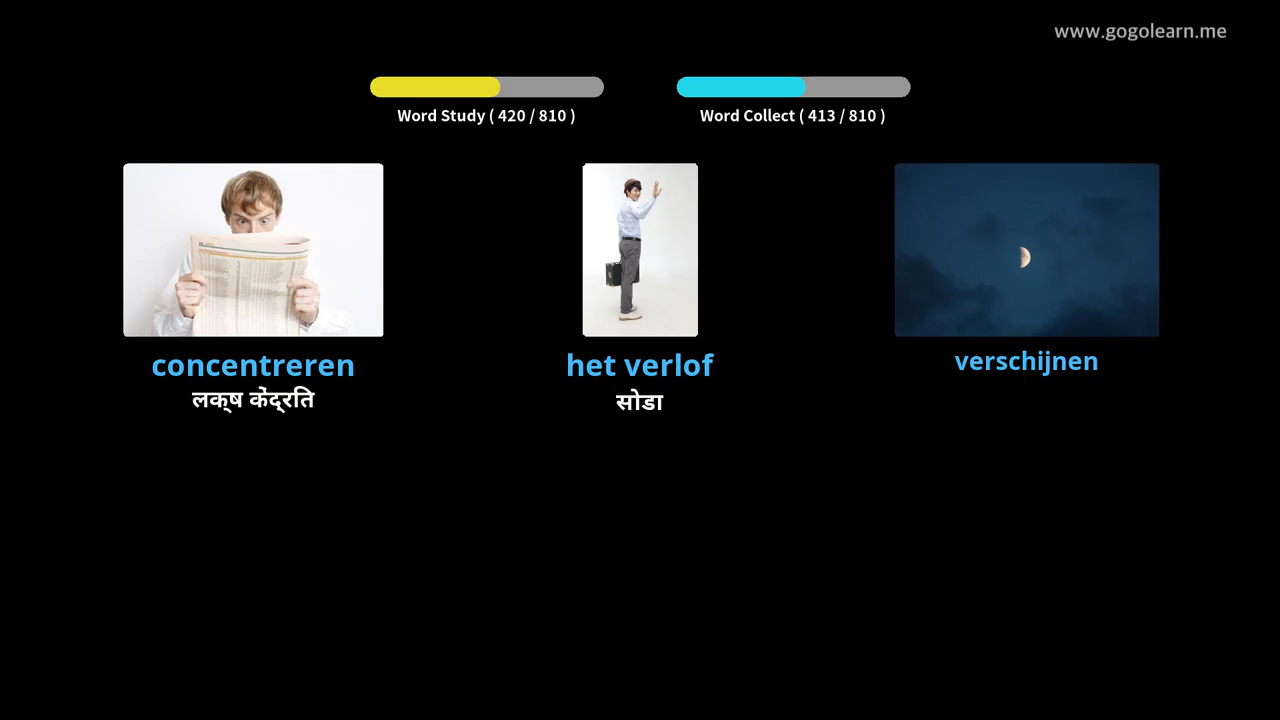 www.gogolearn.me
Word Study ( 420 / 810 )
Word Collect ( 413 / 810 )
concentreren
het verlof
verschijnen
लक्ष केंद्रति
सोडा